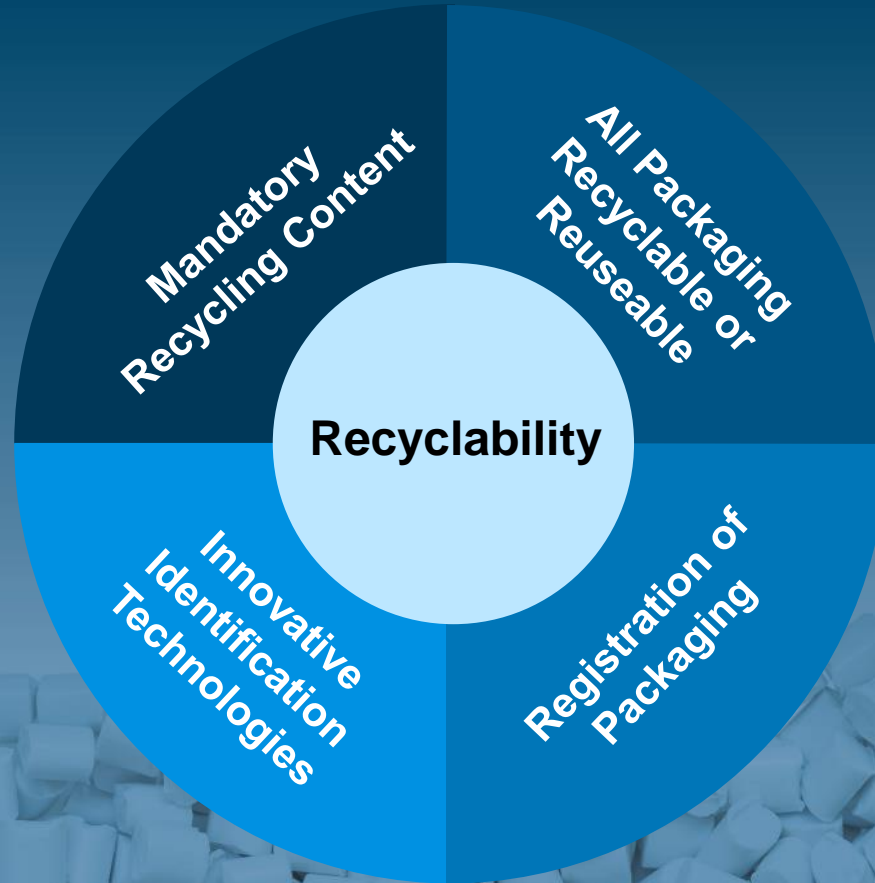 Mandatory
Recycling Content
All Packaging
Recyclable or
Reuseable
Recyclability
Innovative
Identification
Technologies
Registration of
Packaging